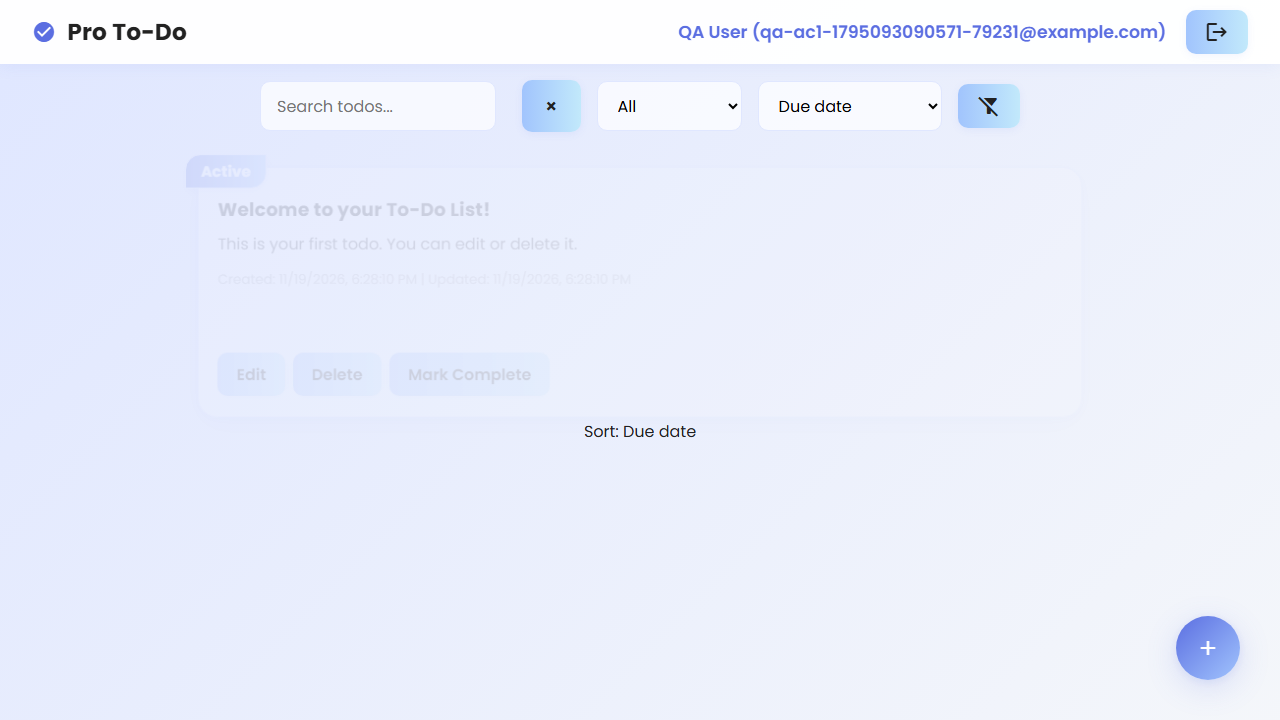 Pro To-Do
QA User (qa-ac1-1795093090571-79231@example.com)
Search todos...
×
All
Due date
Active
Welcome to your To-Do List!
This is your first todo. You can edit or delete it.
Created: 11/19/2026, 6:28:10 PM | Updated: 11/19/2026, 6:28:10 PM
Edit
Delete
Mark Complete
Sort: Due date
+